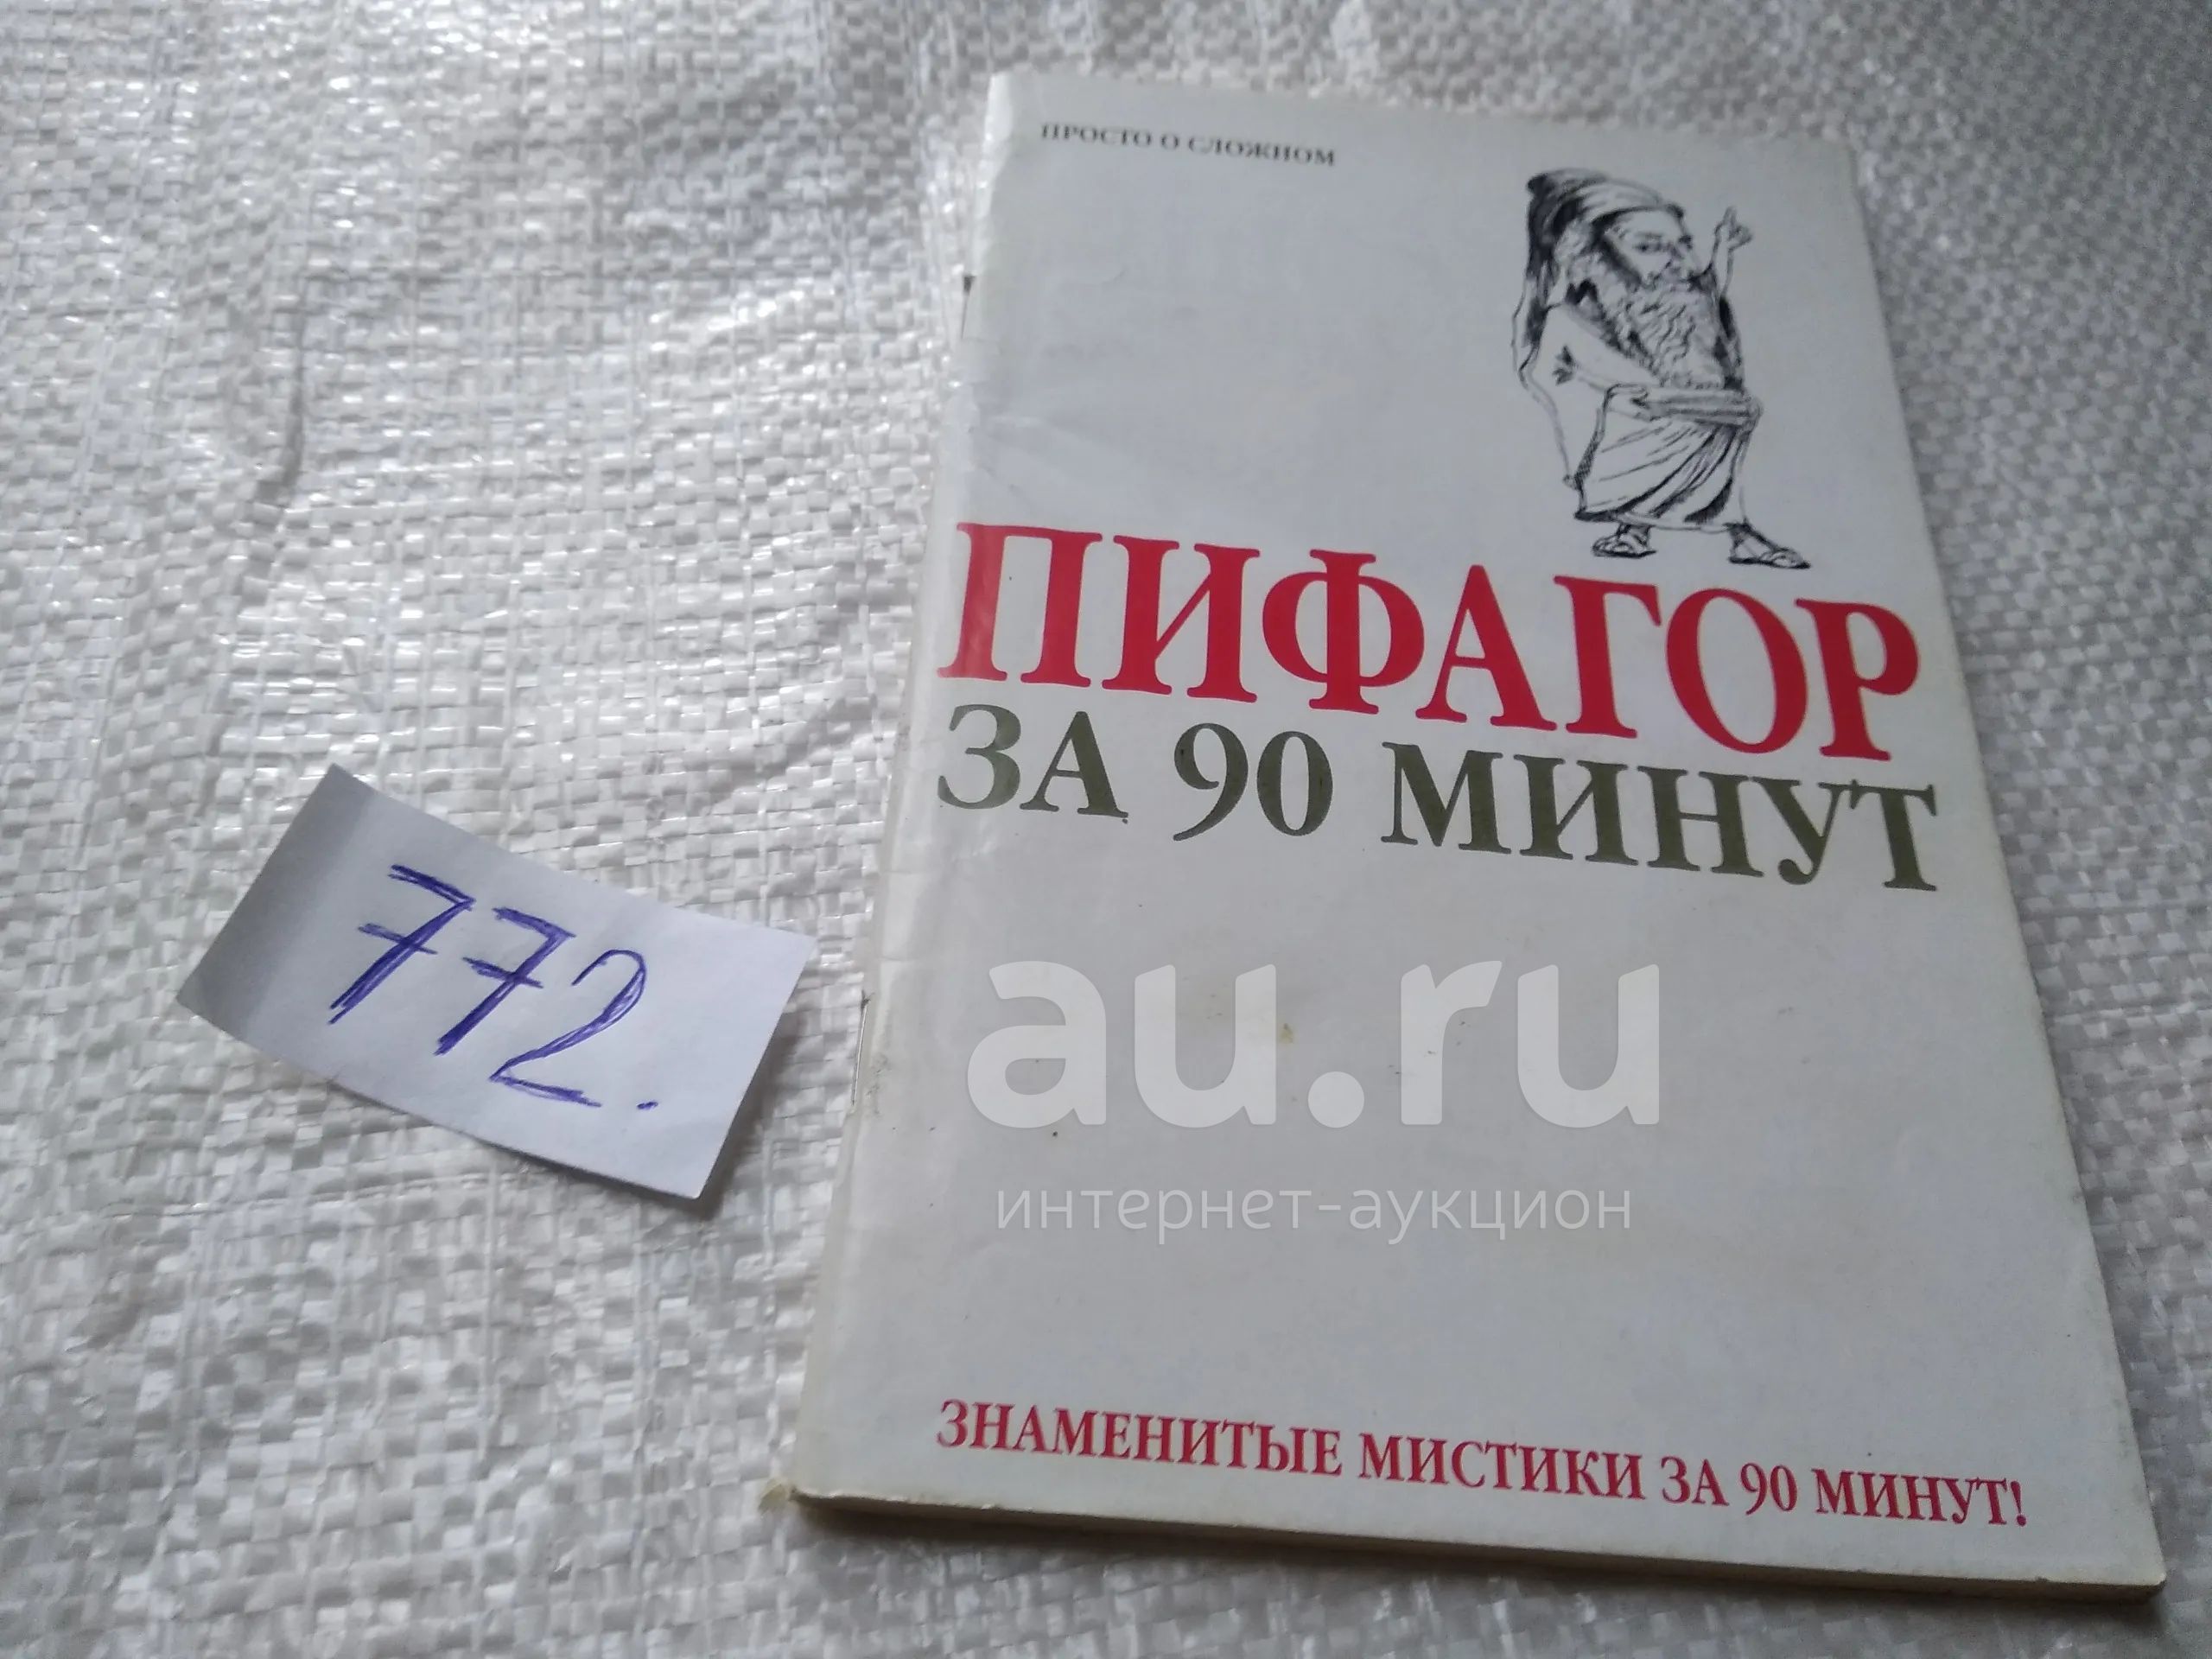 ПРОСТО О СЛОЖНОМ
ПИФАГОР
ЗА 90 МИНУТ
772.
au.ru
интернет-аукцион
ЗНАМЕНИТЫЕ МИСТИКИ ЗА 90 МИНУТ!